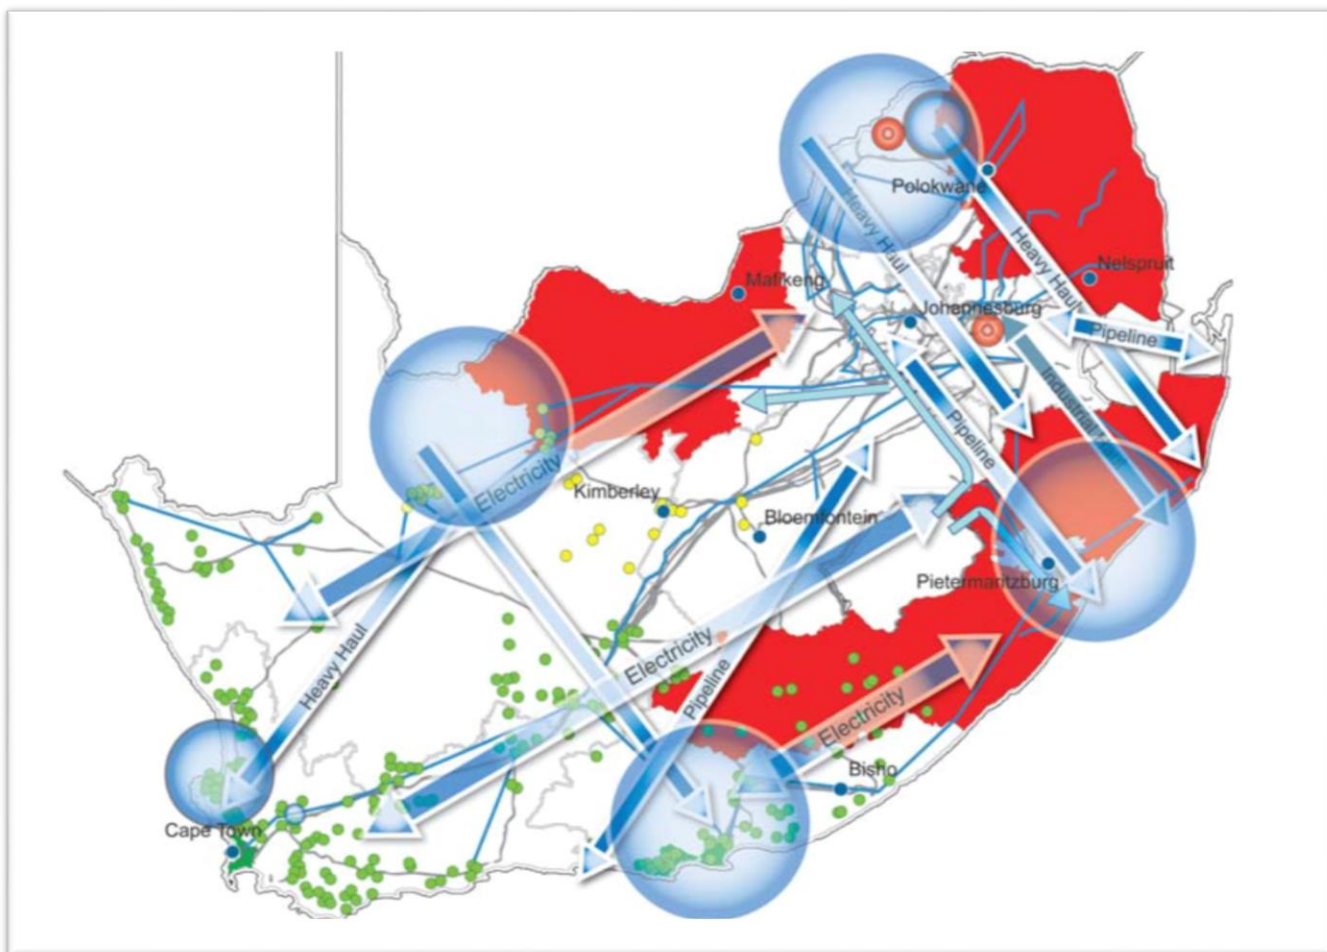 Polokwane
Heavy Haul
Heavy Haul
Nelspruit
Mafikeng
Johannesburg
Pipeline
Industrial
Pipeline
Electricity
Kimberley
Bloemfontein
Pietermantzburg
Electricity
Heavy Haul
Pipeline
Electricity
Bisho
Cape Town